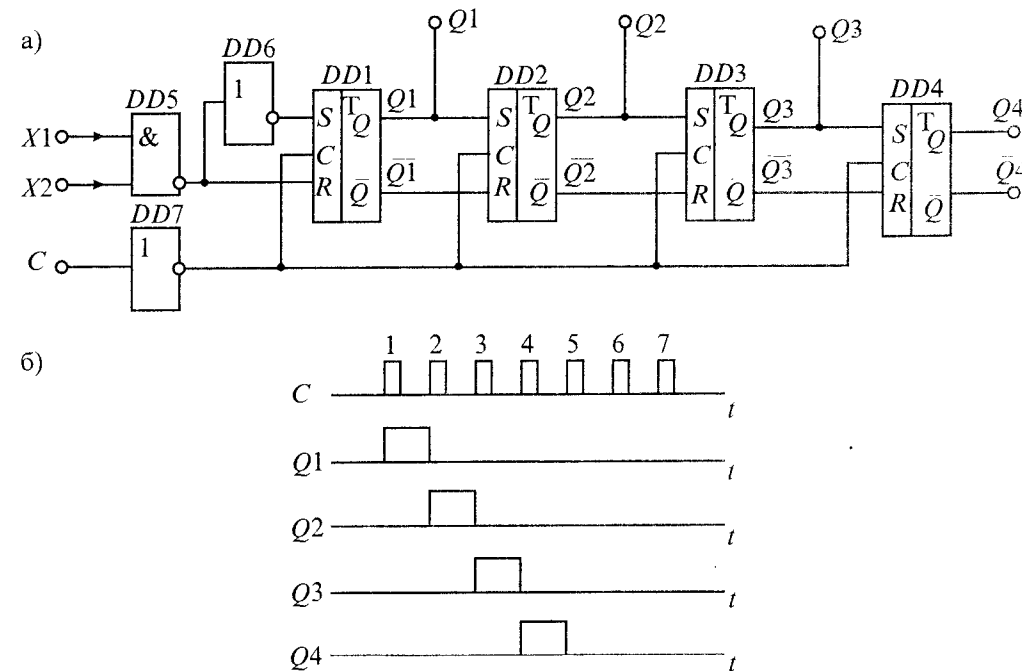 а)
Q1
Q2
Q3
DD6
1
DD1
DD2
DD3
DD4
DD5
&
X1
X2
S T Q
C
R Q̅
Q1
Q̅1̅
S T Q
C
R Q̅
Q2
Q̅2̅
S T Q
C
R Q
Q3
Q̅3̅
S T Q
C
R Q̅
Q4
Q̅4
DD7
1
C
б)
1 2 3 4 5 6 7
C t
Q1 t
Q2 t
Q3 t
Q4 t